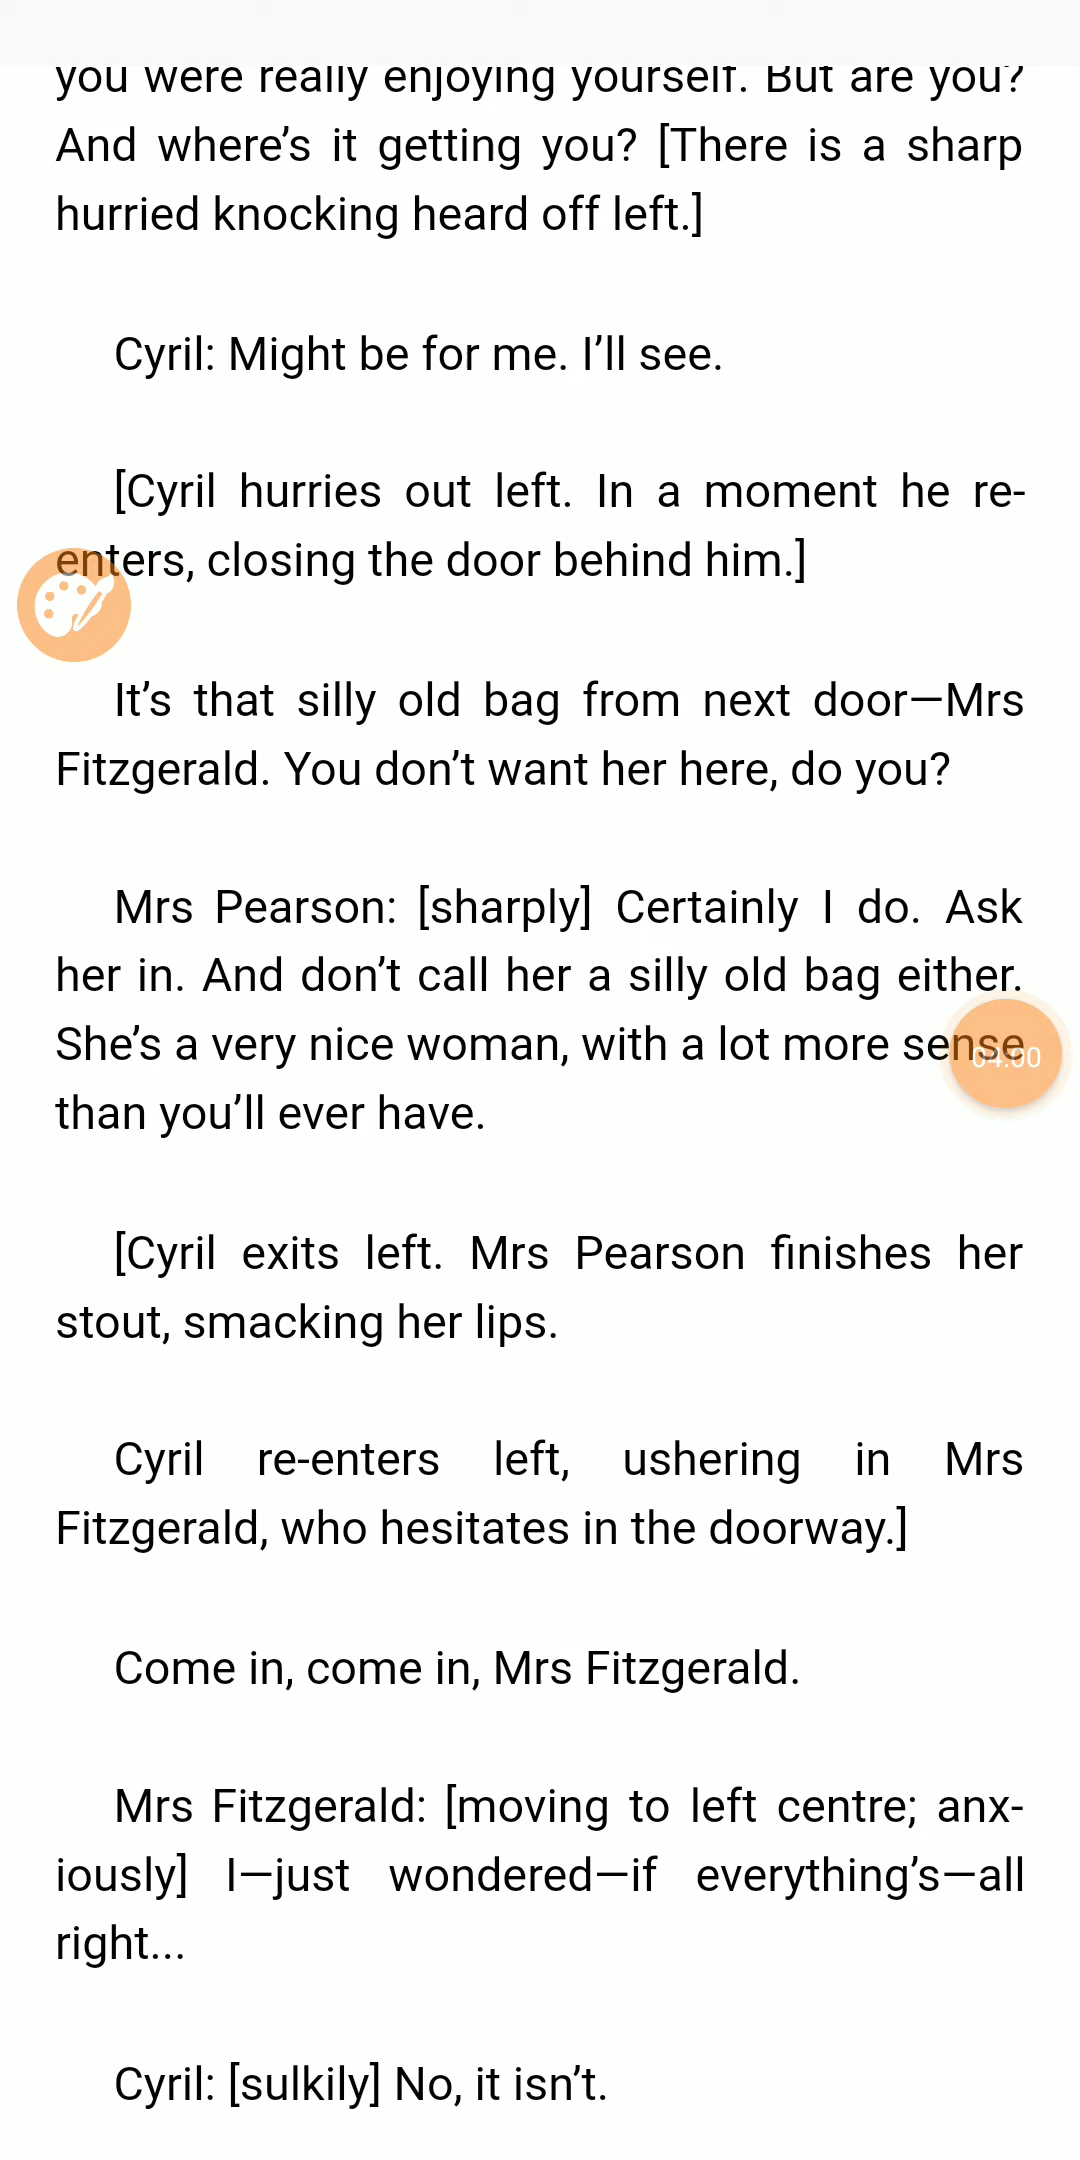 you were really enjoying yourself. But are you?
And where’s it getting you? [There is a sharp
hurried knocking heard off left.]
Cyril: Might be for me. I’ll see.
[Cyril hurries out left. In a moment he re-
enters, closing the door behind him.]
It’s that silly old bag from next door—Mrs
Fitzgerald. You don’t want her here, do you?
Mrs Pearson: [sharply] Certainly I do. Ask
her in. And don’t call her a silly old bag either.
She’s a very nice woman, with a lot more sense
04:00
than you’ll ever have.
[Cyril exits left. Mrs Pearson finishes her
stout, smacking her lips.
Cyril re-enters left, ushering in Mrs
Fitzgerald, who hesitates in the doorway.]
Come in, come in, Mrs Fitzgerald.
Mrs Fitzgerald: [moving to left centre; anx-
iously] I—just wondered—if everything’s—all
right...
Cyril: [sulkily] No, it isn’t.